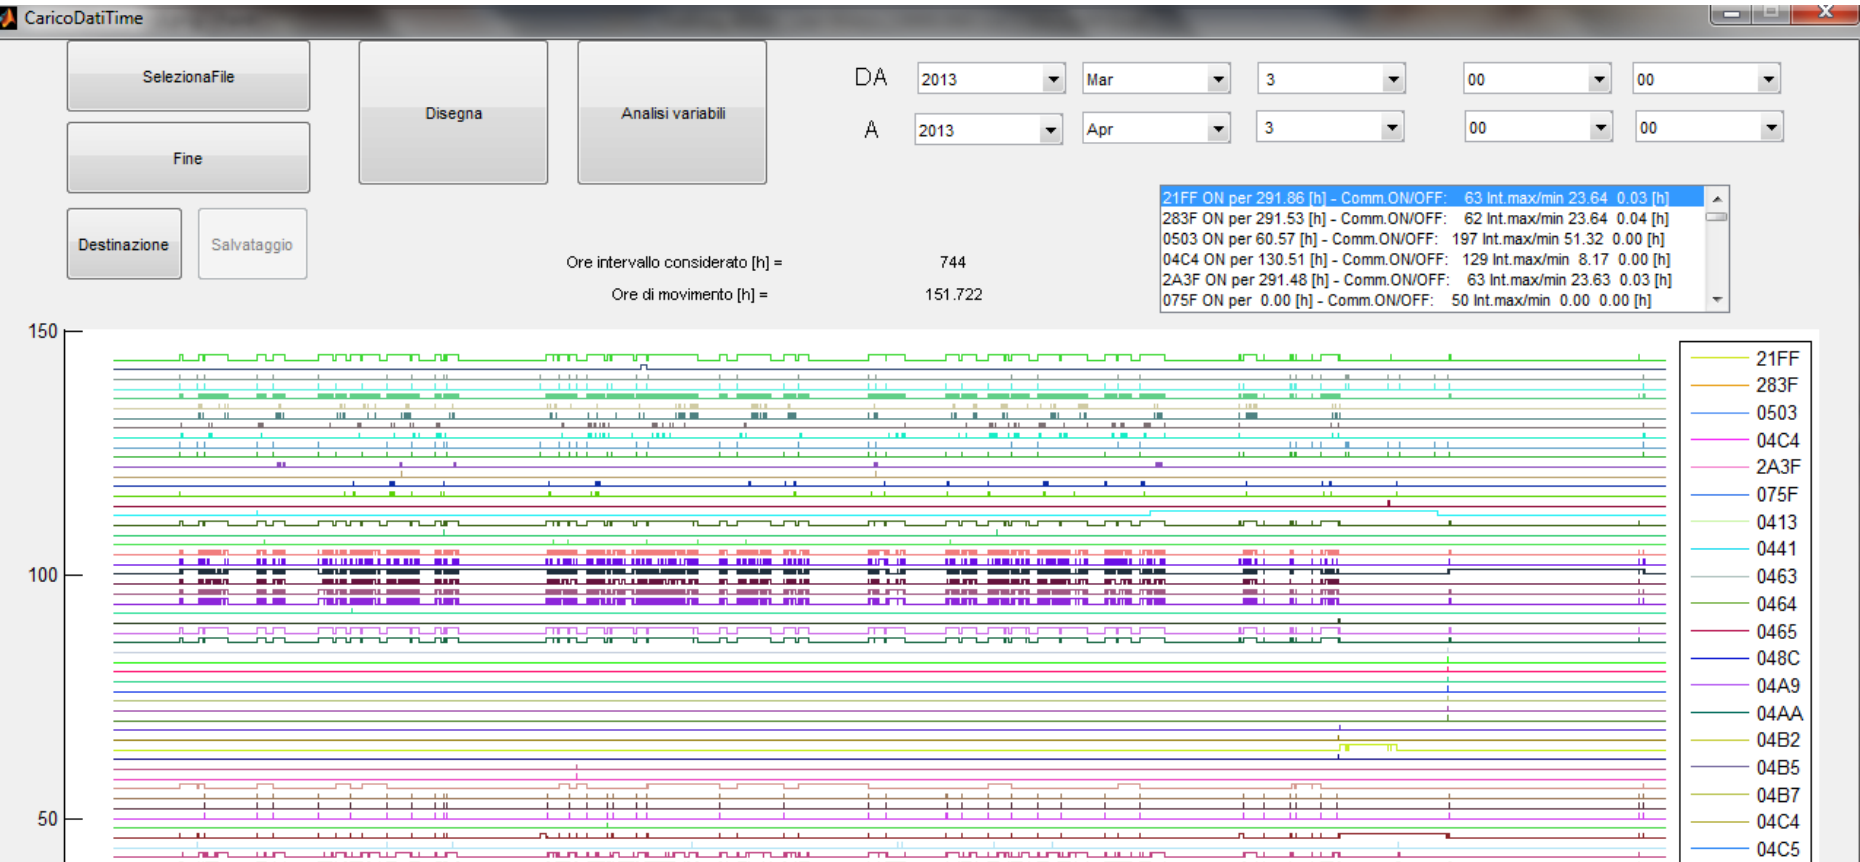 CaricoDatiTime
SelezionaFile
Fine
Destinazione
Salvataggio
Disegna
Analisi variabili
DA 2013 Mar 3 00 00
A 2013 Apr 3 00 00
Ore intervallo considerato [h] = 744
Ore di movimento [h] = 151.722
21FF ON per 291.86 [h] - Comm.ON/OFF: 63 Int.max/min 23.64 0.03 [h]
283F ON per 291.53 [h] - Comm.ON/OFF: 62 Int.max/min 23.64 0.04 [h]
0503 ON per 60.57 [h] - Comm.ON/OFF: 197 Int.max/min 51.32 0.00 [h]
04C4 ON per 130.51 [h] - Comm.ON/OFF: 129 Int.max/min 8.17 0.00 [h]
2A3F ON per 291.48 [h] - Comm.ON/OFF: 63 Int.max/min 23.63 0.03 [h]
075F ON per 0.00 [h] - Comm.ON/OFF: 50 Int.max/min 0.00 0.00 [h]
150
100
50
21FF
283F
0503
04C4
2A3F
075F
0413
0441
0463
0464
0465
048C
04A9
04AA
04B2
04B5
04B7
04C4
04C5